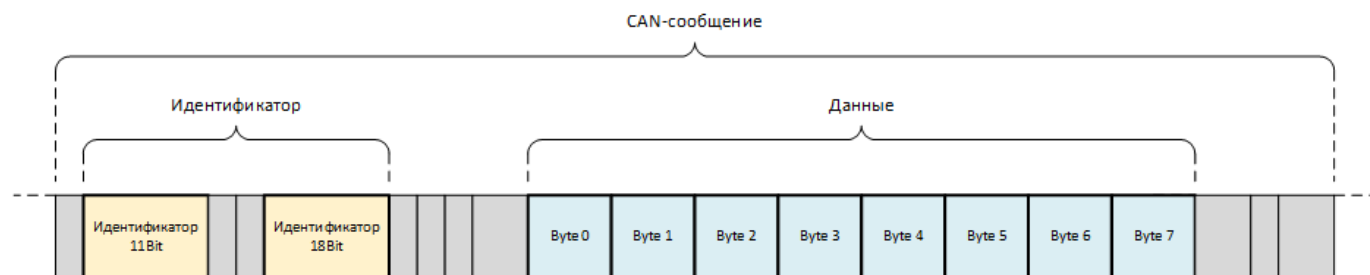 CAN-сообщение
Идентификатор
Данные
Идентификатор
11Bit
Идентификатор
18Bit
Byte 0
Byte 1
Byte 2
Byte 3
Byte 4
Byte 5
Byte 6
Byte 7